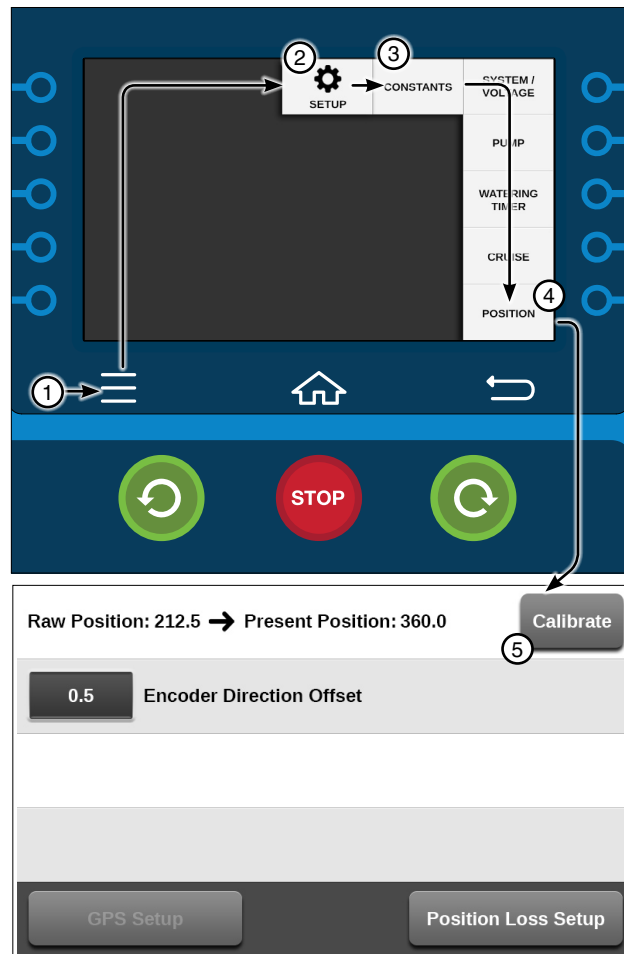 2
3
SETUP
CONSTANTS
SYSTEM /
VOLTAGE
PUMP
WATERING
TIMER
CRUISE
4
POSITION
1
STOP
Raw Position: 212.5 → Present Position: 360.0
Calibrate
5
0.5
Encoder Direction Offset
GPS Setup
Position Loss Setup